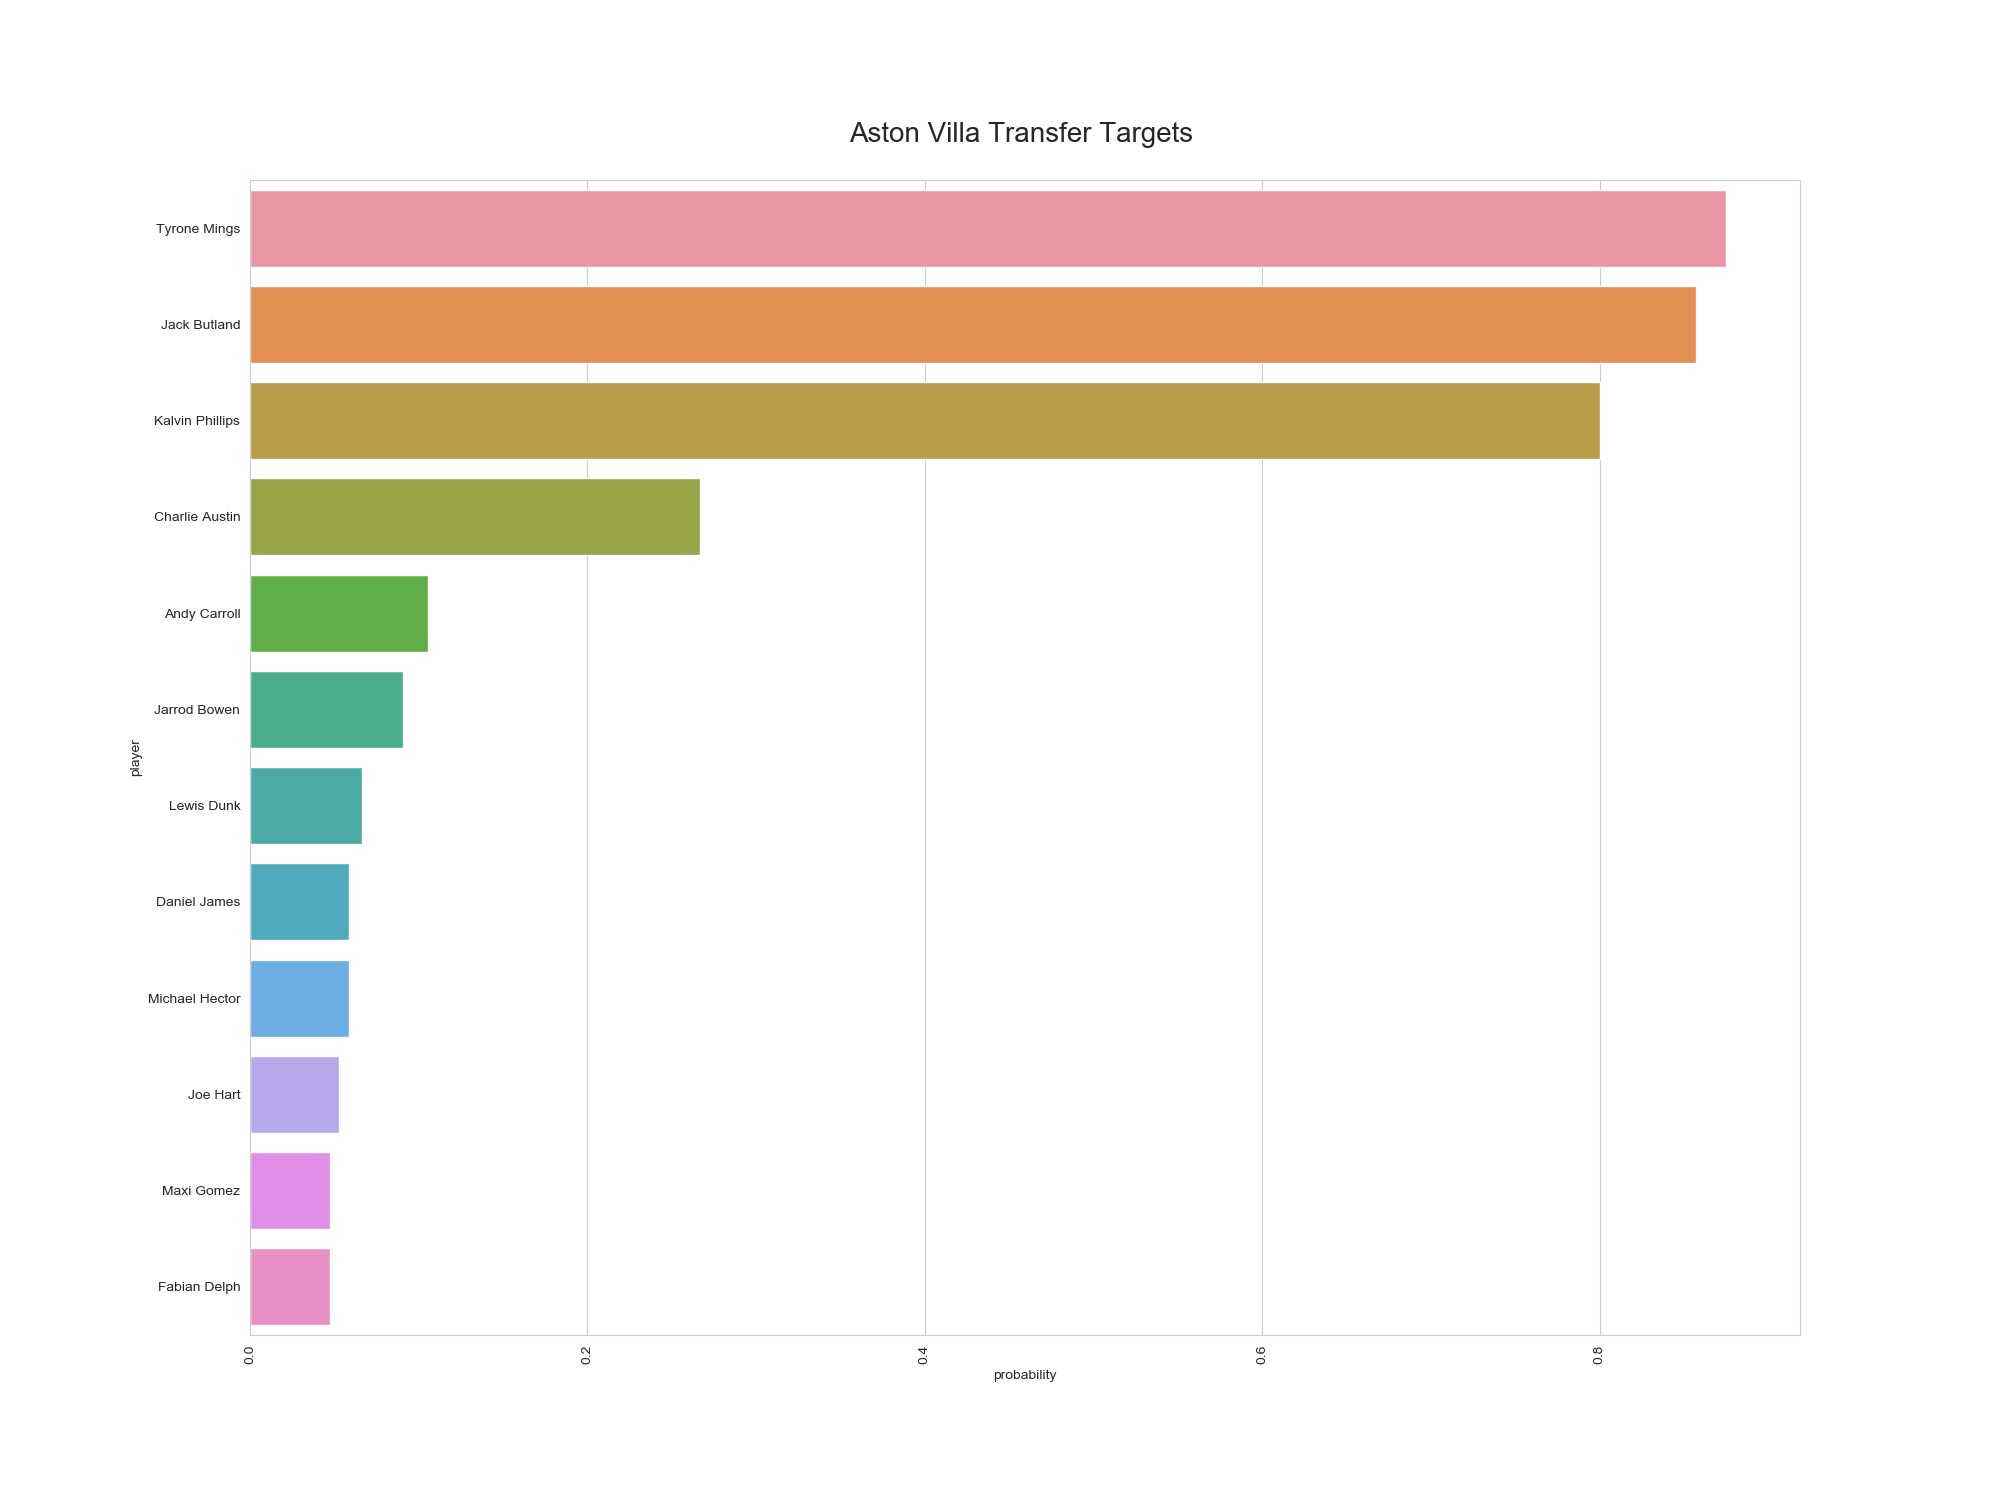 Aston Villa Transfer Targets
Tyrone Mings
Jack Butland
Kalvin Phillips
Charlie Austin
Andy Carroll
Jarrod Bowen
player
Lewis Dunk
Daniel James
Michael Hector
Joe Hart
Maxi Gomez
Fabian Delph
0.0 0.2 0.4 0.6 0.8
probability